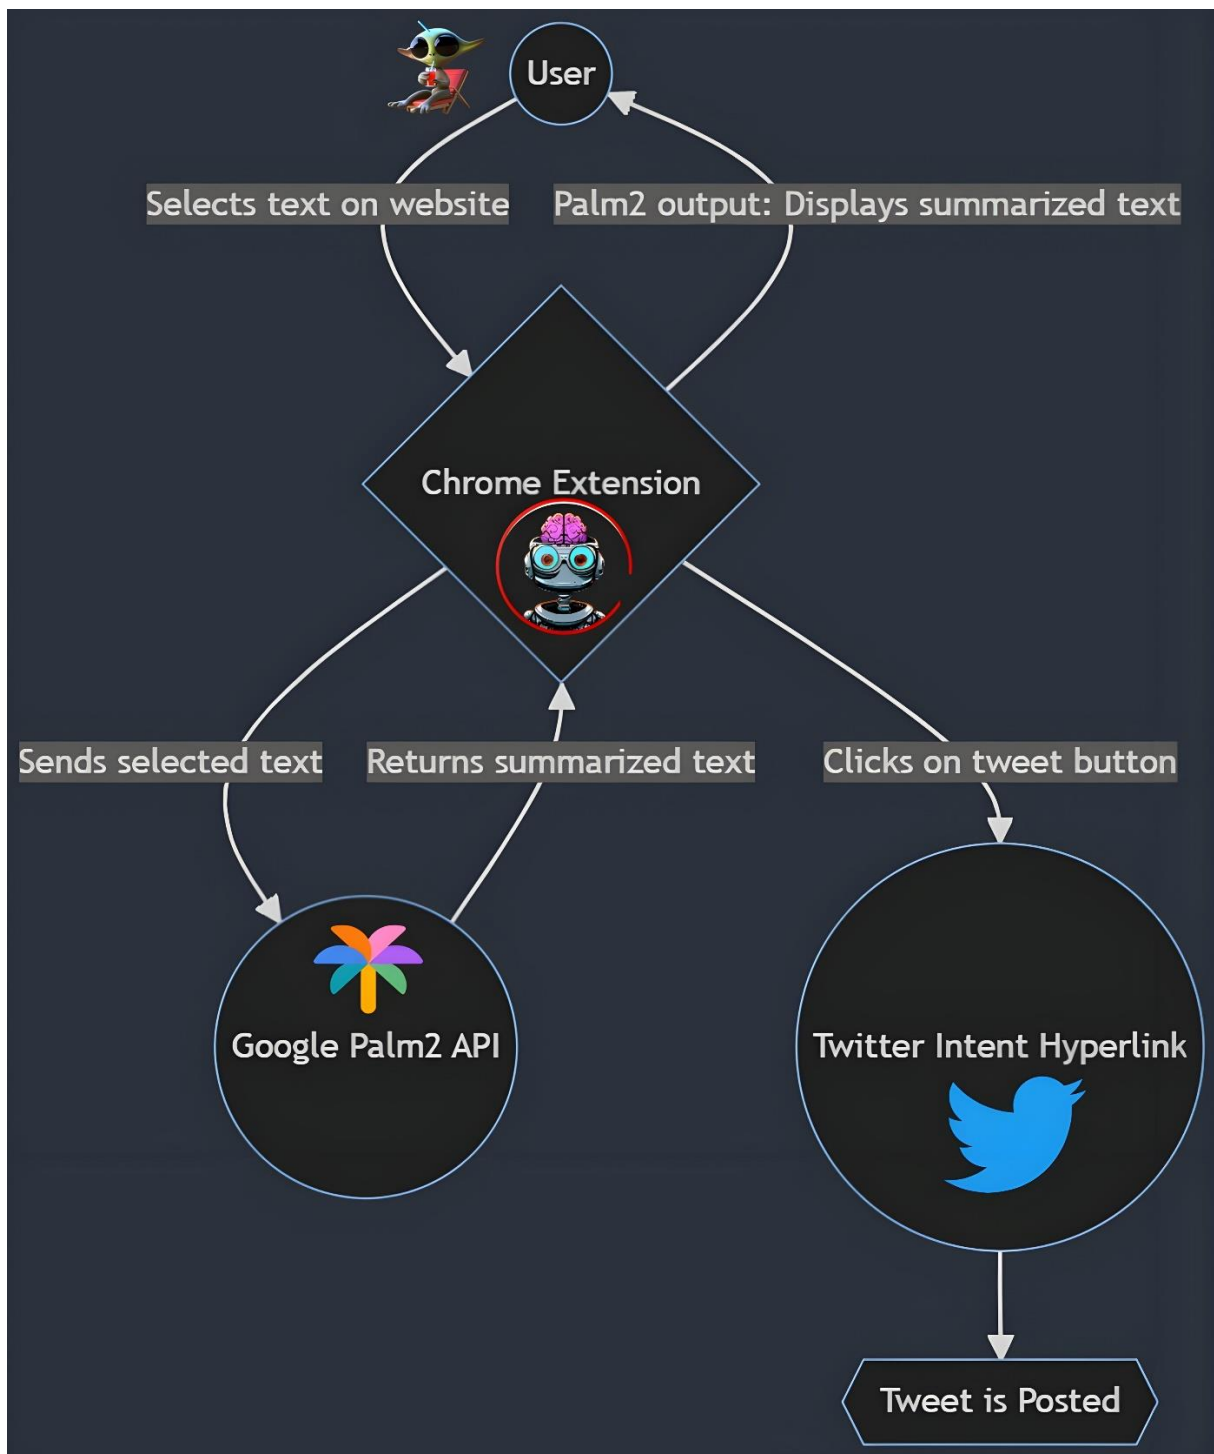 User
Selects text on website
Palm2 output: Displays summarized text
Chrome Extension
Sends selected text
Returns summarized text
Clicks on tweet button
Google Palm2 API
Twitter Intent Hyperlink
Tweet is Posted